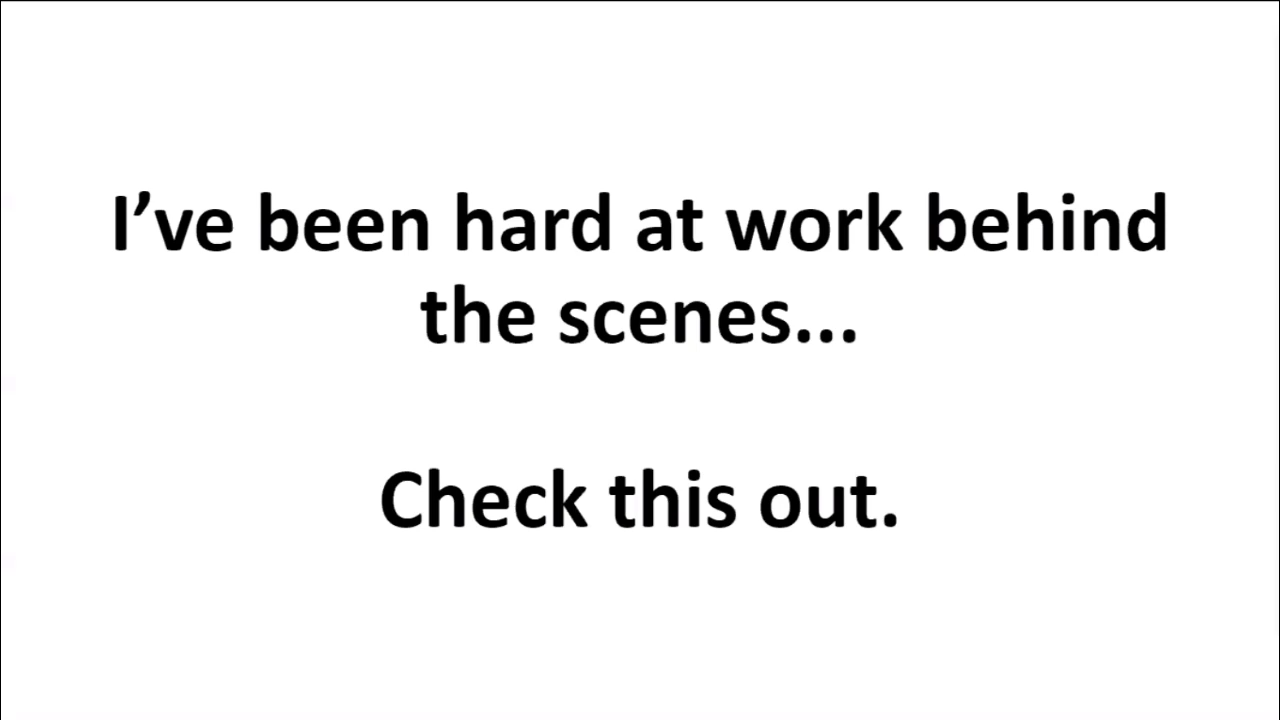 I’ve been hard at work behind
the scenes...
Check this out.